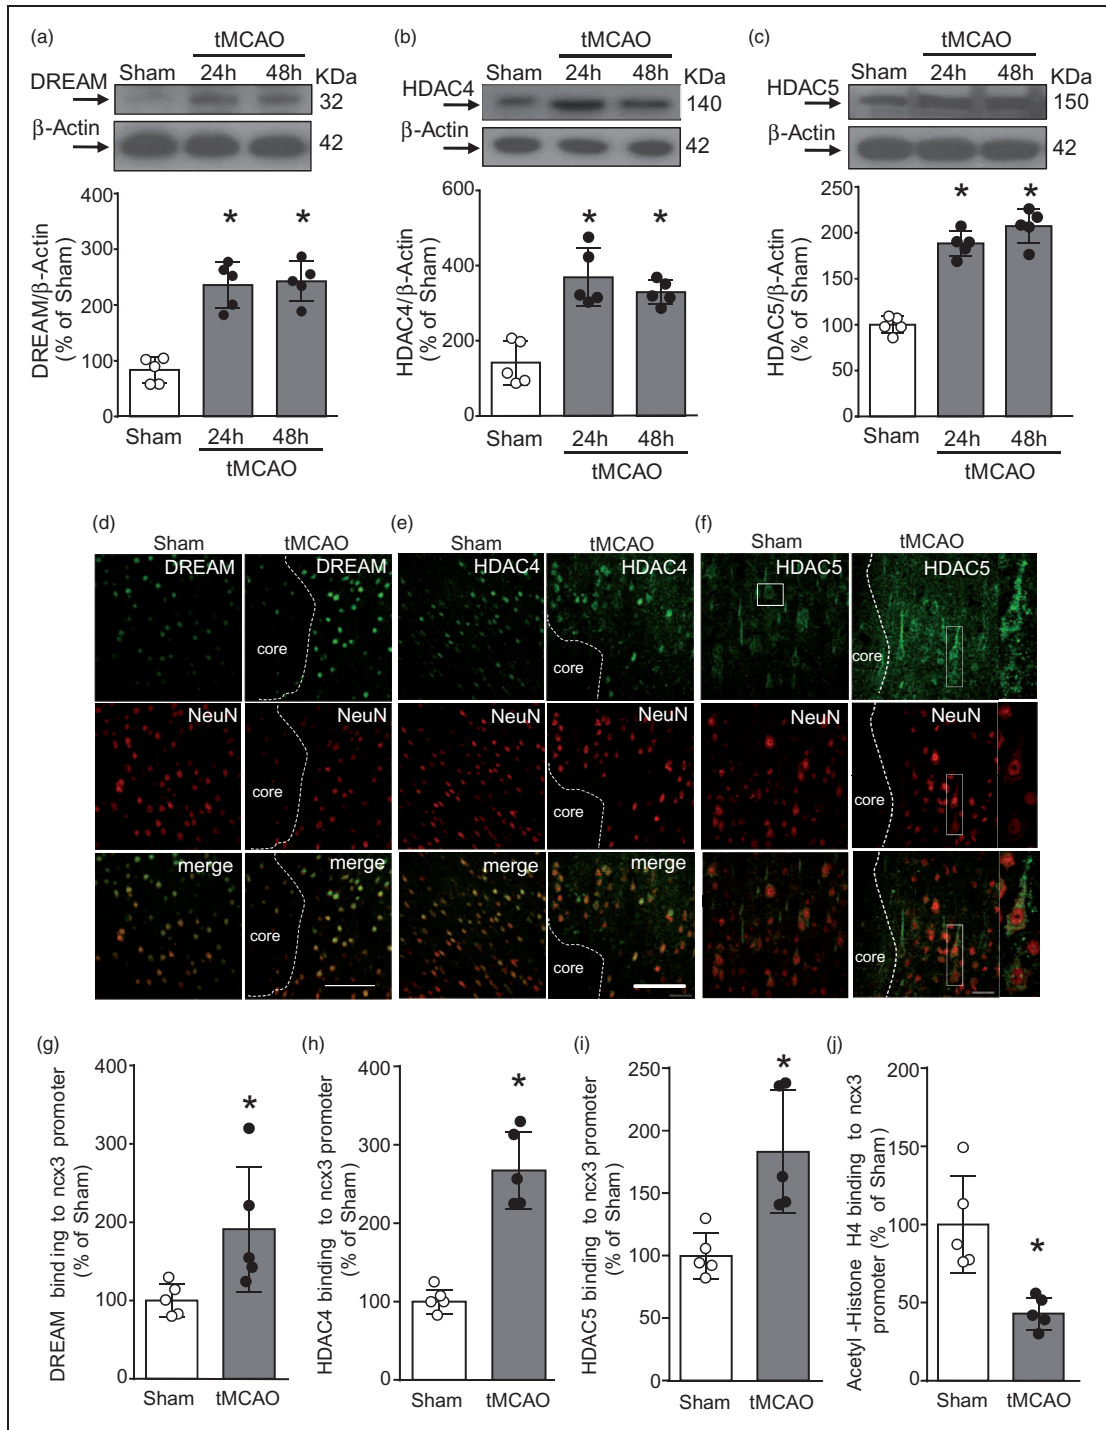 (a)
tMCAO
DREAM
Sham
24h
48h
KDa
32
β-Actin
42
DREAM/β-Actin
(% of Sham)
400
300
200
100
0
Sham
24h
48h
tMCAO
(b)
tMCAO
HDAC4
Sham
24h
48h
KDa
140
β-Actin
42
HDAC4/β-Actin
(% of Sham)
600
400
200
0
*
*
Sham
24h
48h
tMCAO
(c)
tMCAO
HDAC5
Sham
24h
48h
KDa
150
β-Actin
42
HDAC5/β-Actin
(% of Sham)
250
200
150
100
50
0
*
*
Sham
24h
48h
tMCAO
(d)
Sham
tMCAO
DREAM
DREAM
core
NeuN
NeuN
core
merge
merge
core
(e)
Sham
tMCAO
HDAC4
HDAC4
core
NeuN
NeuN
core
merge
merge
core
(f)
Sham
tMCAO
HDAC5
HDAC5
core
NeuN
NeuN
core
core
(g)
DREAM binding to ncx3 promoter
(% of Sham)
400
300
200
100
0
*
Sham
tMCAO
(h)
HDAC4 binding to ncx3 promoter
(% of Sham)
400
300
200
100
0
*
Sham
tMCAO
(i)
HDAC5 binding to ncx3 promoter
(% of Sham)
250
200
150
100
50
0
*
Sham
tMCAO
(j)
Acetyl -Histone H4 binding to ncx3
promoter (% of Sham)
200
150
100
50
0
*
Sham
tMCAO